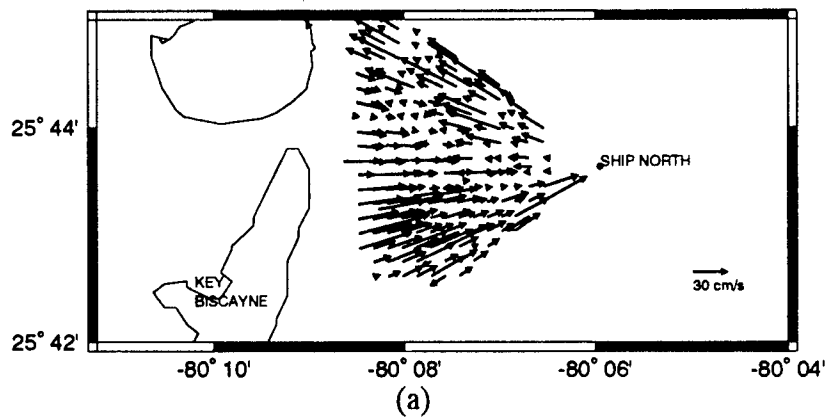 25° 44'
SHIP NORTH
KEY
BISCAYNE
30 cm/s
25° 42'
-80° 10'
-80° 08'
-80° 06'
-80° 04'
(a)